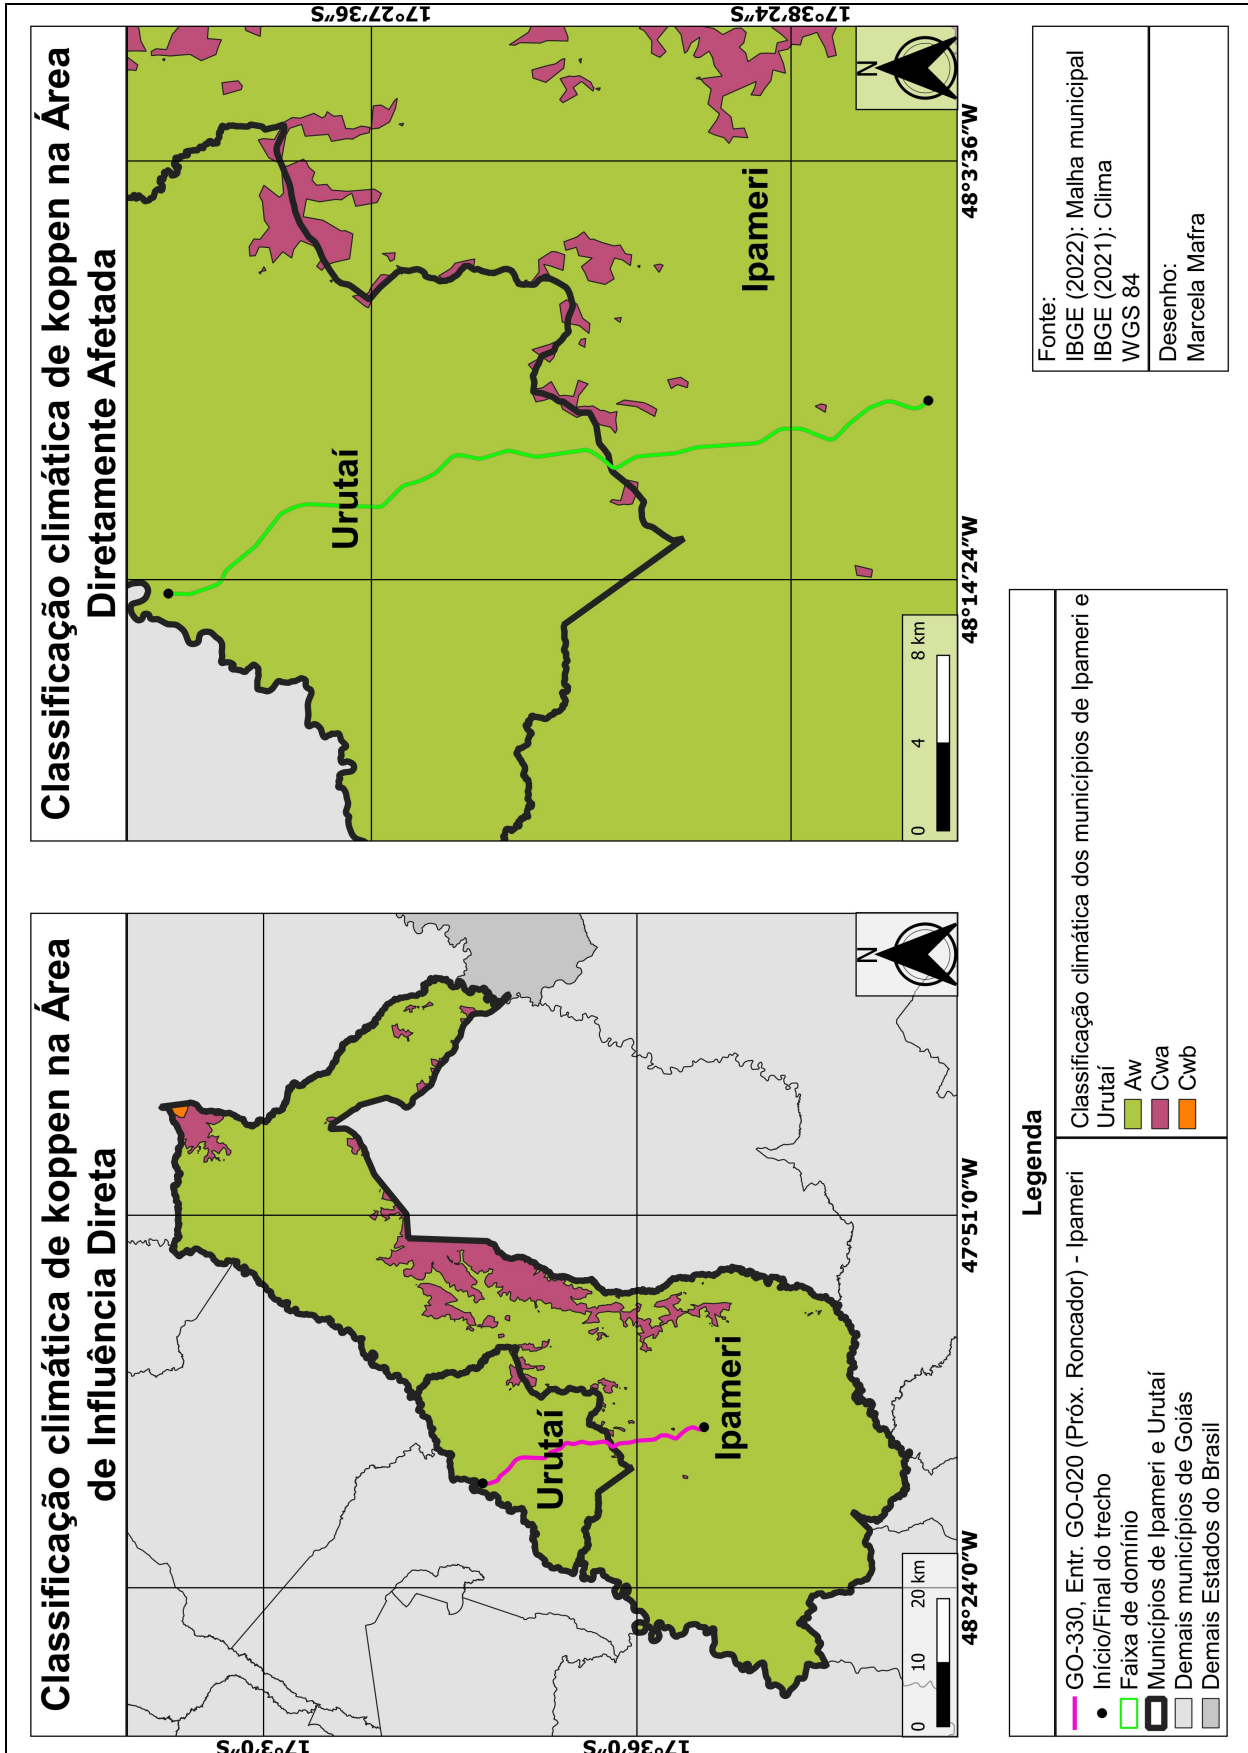 Classificação climática de koppen na Área
de Influência Direta
17°3'0"S
17°36'0"S
Urutaí
Ipameri
N
0 10 20 km
48°24'0"W
47°51'0"W
Classificação climática de koppen na Área
Diretamente Afetada
17°27'36"S
17°38'24"S
Urutaí
Ipameri
N
0 4 8 km
48°14'24"W
48°3'36"W
Legenda
GO-330, Entr. GO-020 (Próx. Roncador) - Ipameri
Início/Final do trecho
Faixa de domínio
Municípios de Ipameri e Urutaí
Demais municípios de Goiás
Demais Estados do Brasil
Classificação climática dos municípios de Ipameri e
Urutaí
Aw
Cwa
Cwb
Fonte:
IBGE (2022): Malha municipal
IBGE (2021): Clima
WGS 84
Desenho:
Marcela Mafra